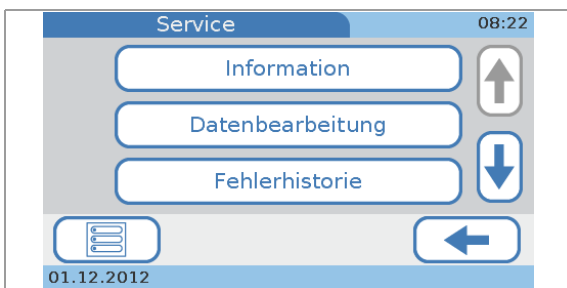 Service 08:22
Information
Datenbearbeitung
Fehlerhistorie
01.12.2012